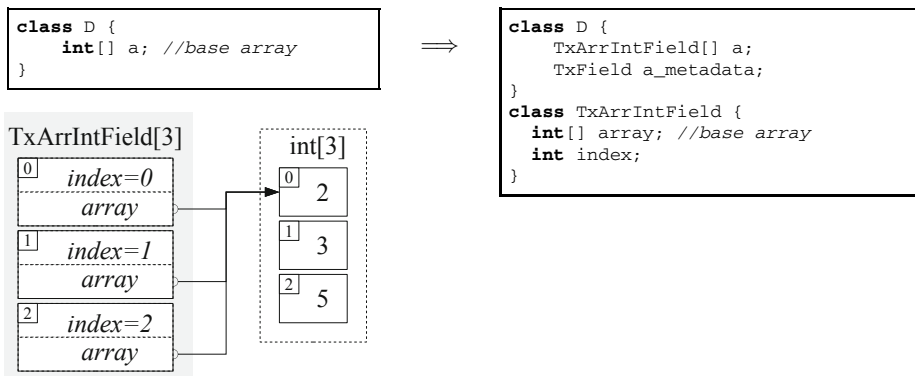 class D {
int[] a; //base array
}
⟹
class D {
TxArrIntField[] a;
TxField a_metadata;
}
class TxArrIntField {
int[] array; //base array
int index;
}
TxArrIntField[3]
0
index=0
array
1
index=1
array
2
index=2
array
int[3]
0
2
1
3
2
5